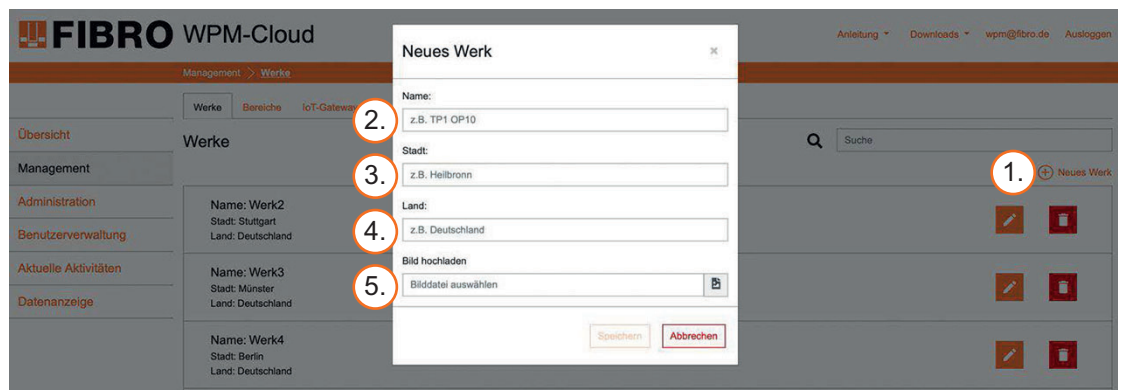 FIBRO WPM-Cloud
Anleitung Downloads wpm@fibro.de Ausloggen
Management > Werke
Werke Bereiche IoT-Gateway
Übersicht
Management
Administration
Benutzerverwaltung
Aktuelle Aktivitäten
Datenanzeige
Werke
Suche
1. Neues Werk
Name: Werk2
Stadt: Stuttgart
Land: Deutschland
Name: Werk3
Stadt: Münster
Land: Deutschland
Name: Werk4
Stadt: Berlin
Land: Deutschland
Neues Werk ×
Name:
2. z.B. TP1 OP10
Stadt:
3. z.B. Heilbronn
Land:
4. z.B. Deutschland
Bild hochladen
5. Bilddatei auswählen
Speichern Abbrechen